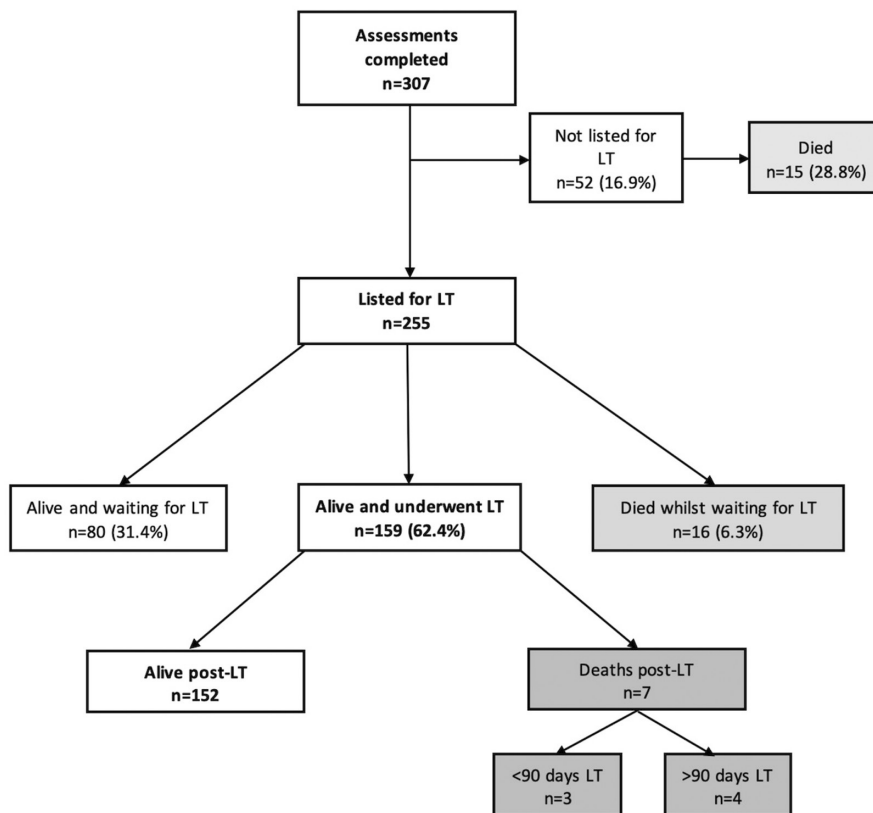 Assessments
completed
n=307
Not listed for
LT
n=52 (16.9%)
Died
n=15 (28.8%)
Listed for LT
n=255
Alive and waiting for LT
n=80 (31.4%)
Alive and underwent LT
n=159 (62.4%)
Died whilst waiting for LT
n=16 (6.3%)
Alive post-LT
n=152
Deaths post-LT
n=7
<90 days LT
n=3
>90 days LT
n=4